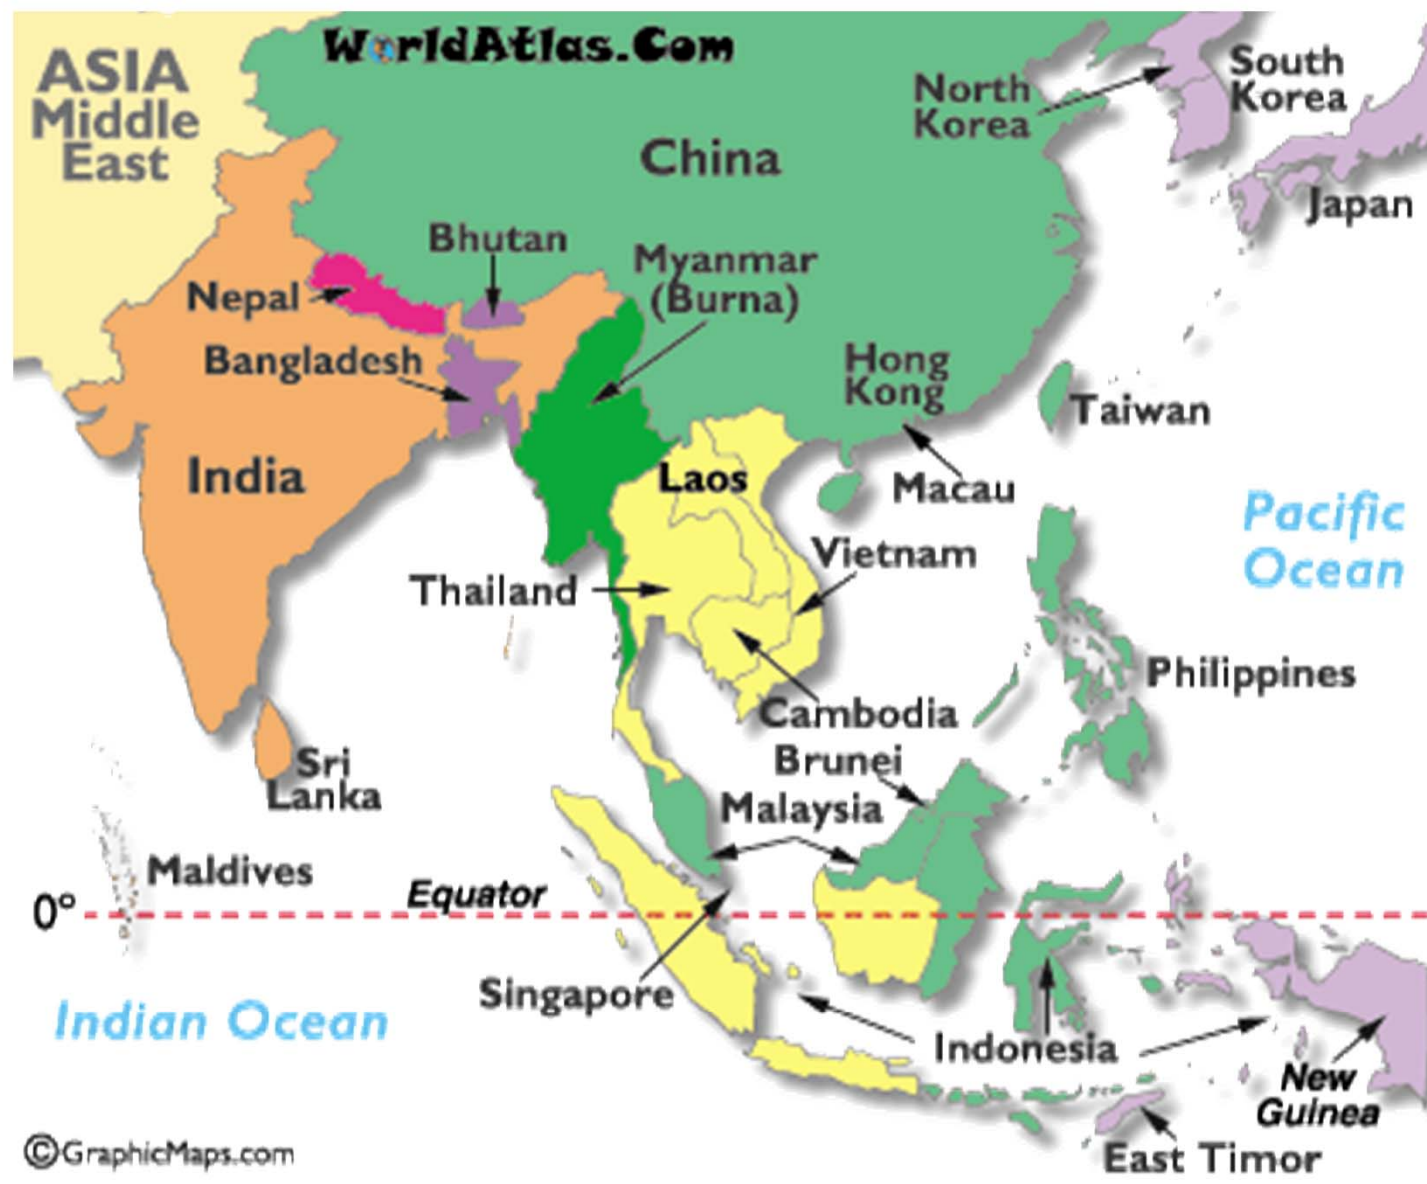 WorldAtlas.Com
ASIA
Middle
East
North
Korea
South
Korea
China
Japan
Bhutan
Myanmar
(Burna)
Nepal
Bangladesh
Hong
Kong
Taiwan
India
Laos
Macau
Pacific
Ocean
Vietnam
Thailand
Philippines
Cambodia
Brunei
Sri
Lanka
Malaysia
Maldives
Equator
0°
Singapore
Indian Ocean
Indonesia
New
Guinea
East Timor
©GraphicMaps.com